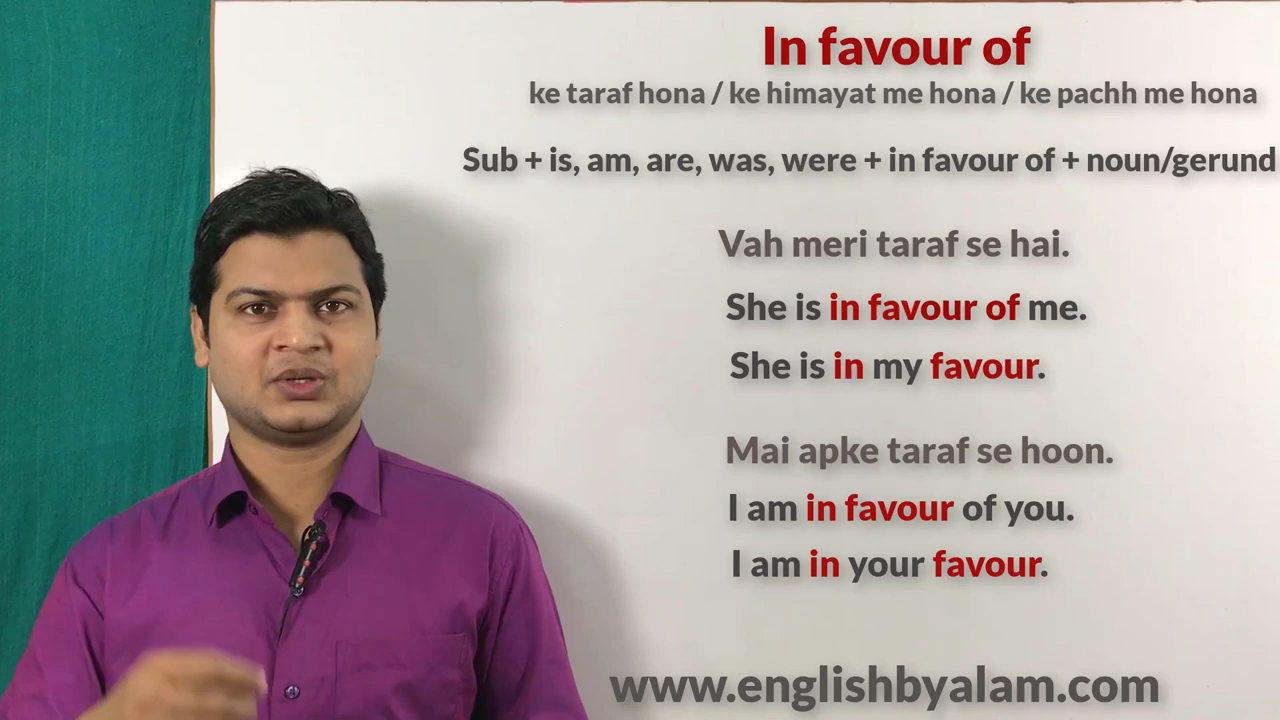 In favour of
ke taraf hona / ke himayat me hona / ke pachh me hona
Sub + is, am, are, was, were + in favour of + noun/gerund
Vah meri taraf se hai.
She is in favour of me.
She is in my favour.
Mai apke taraf se hoon.
I am in favour of you.
I am in your favour.
www.englishbyalam.com